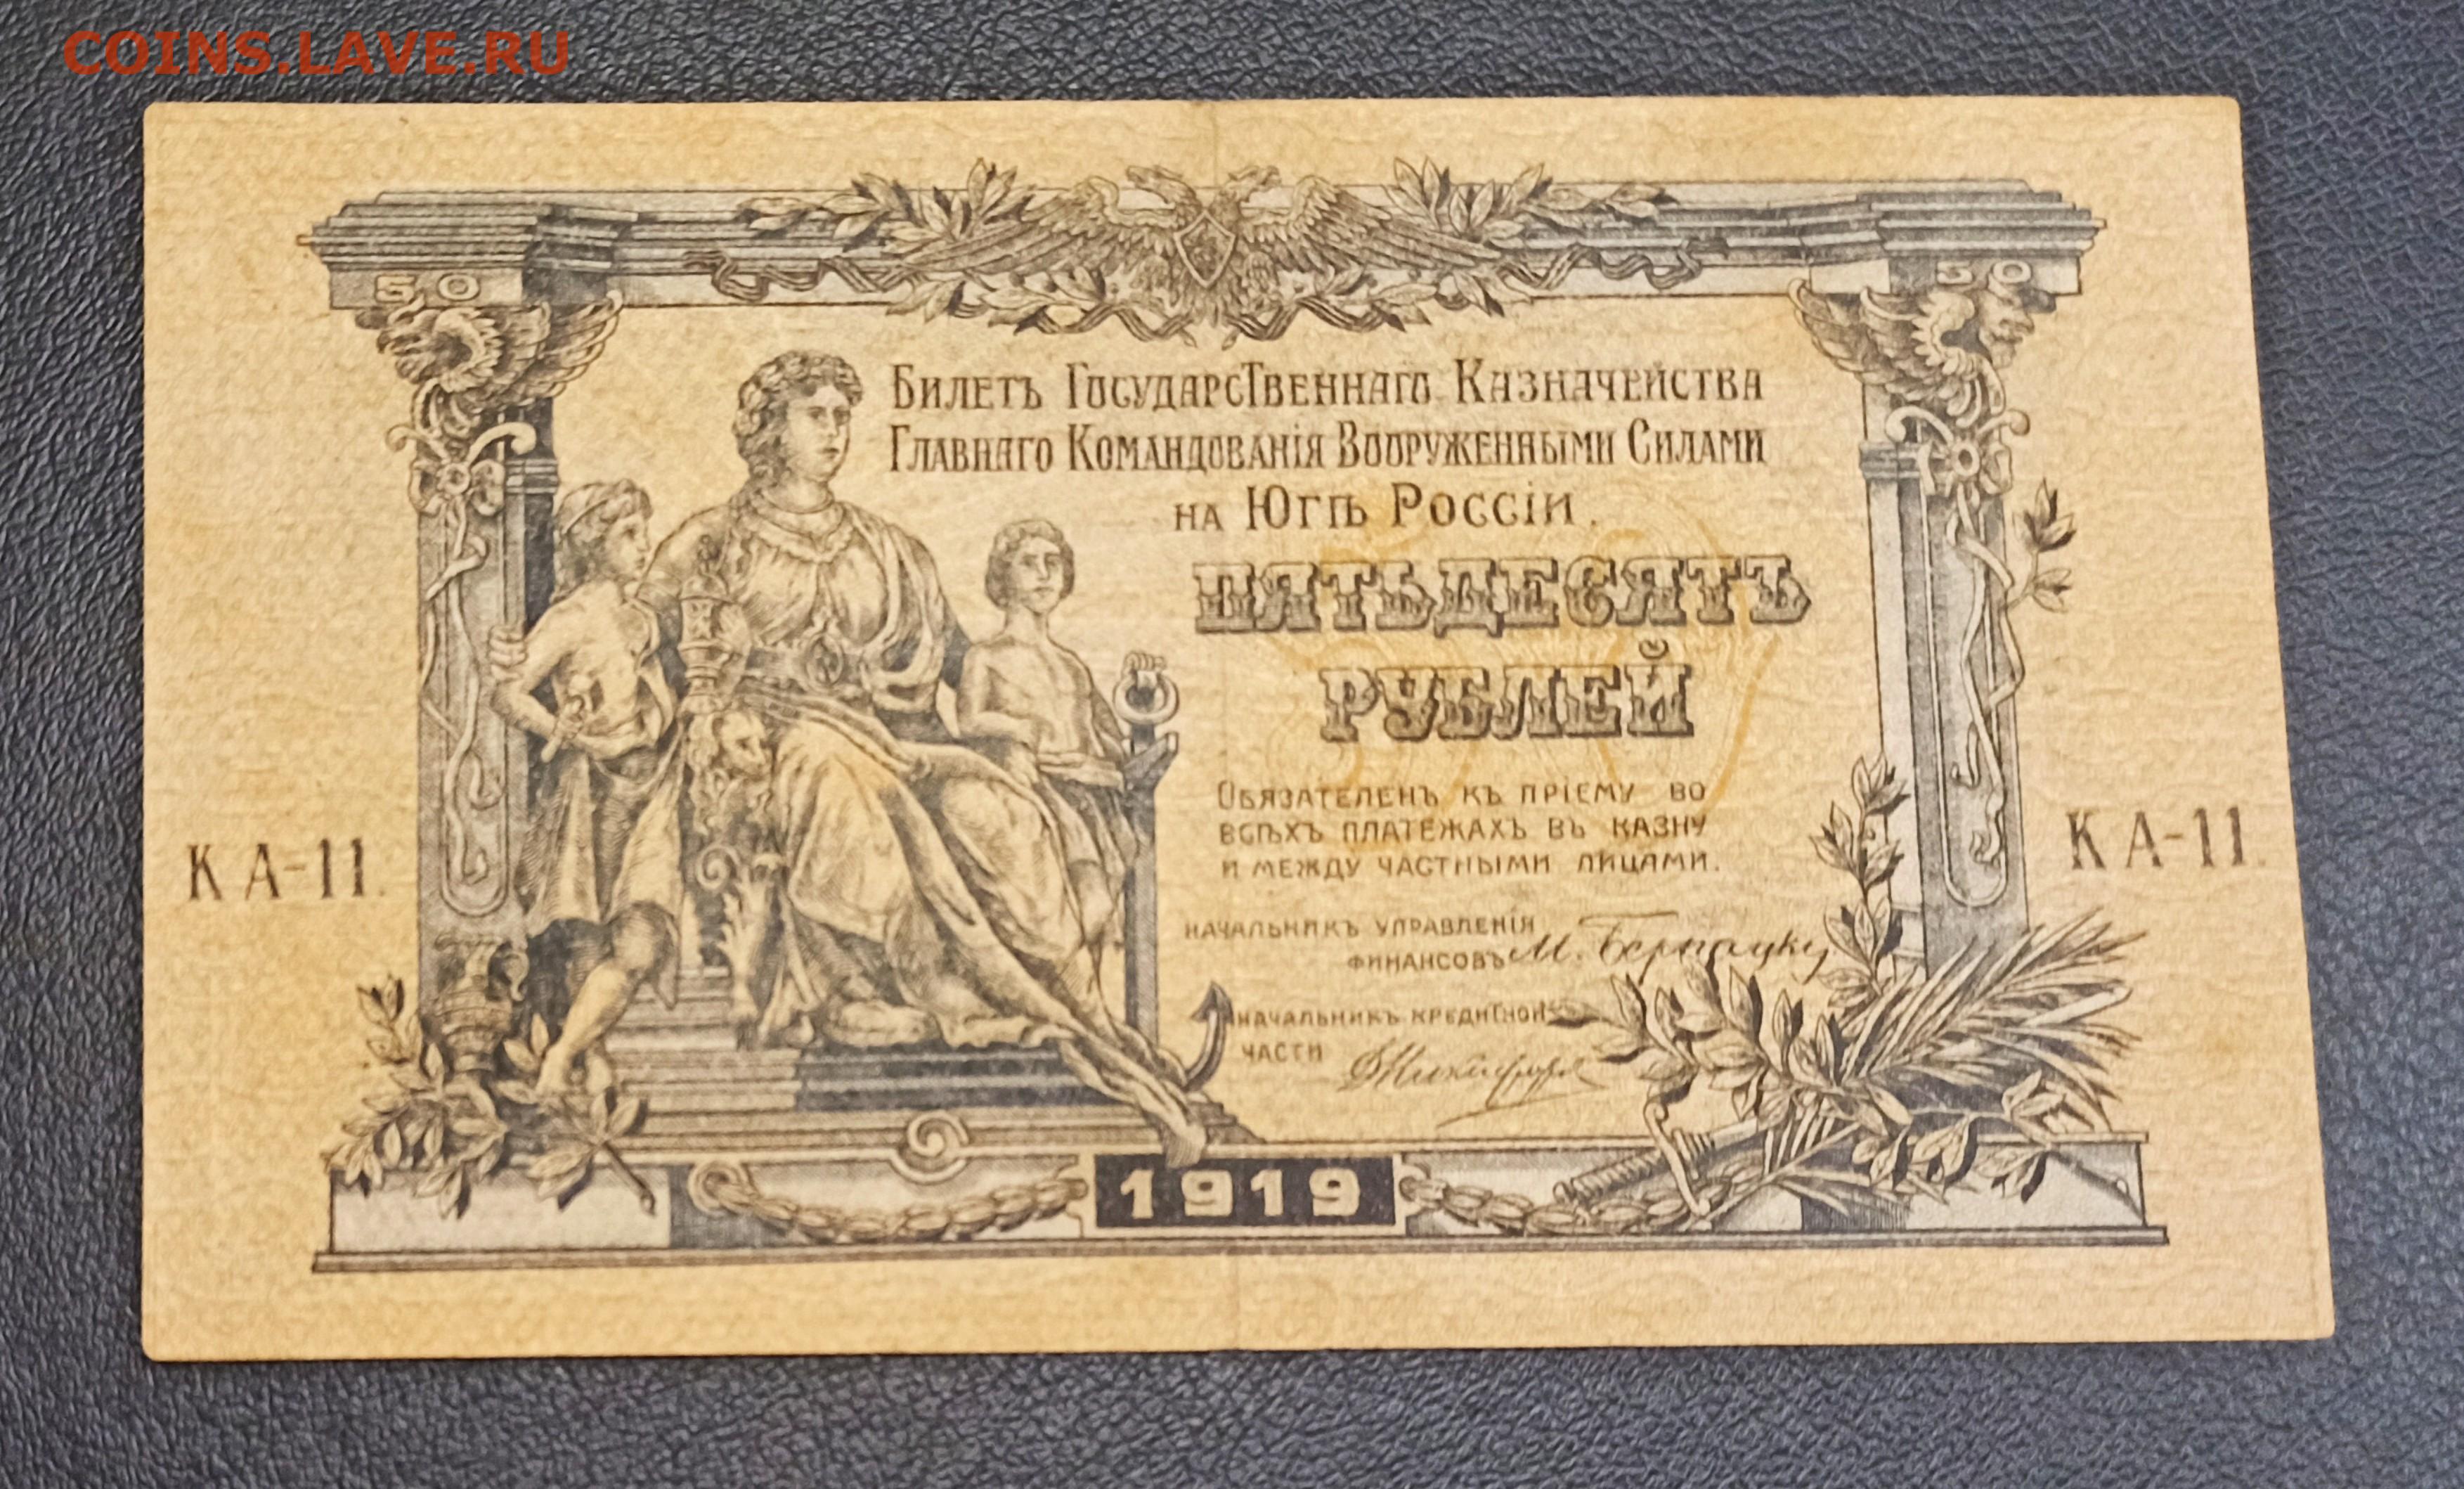 COINS.LAVE.RU
50
50
Билетъ Государственнаго Казначейства
Главнаго Командованія Вооруженными Силами
на Югѣ Россіи.
ПЯТЬДЕСЯТЪ
РУБЛЕЙ
Обязателенъ къ пріему во
всѣхъ платежахъ въ казну
и между частными лицами.
КА-11.
КА-11.
Начальникъ Управленія
Финансовъ М. Бернацкій
Начальникъ Кредитной
Части
1919